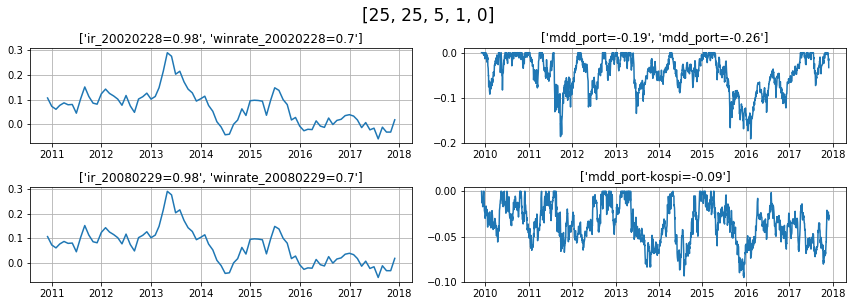 [25, 25, 5, 1, 0]
['ir_20020228=0.98', 'winrate_20020228=0.7']
0.3
0.2
0.1
0.0
2011 2012 2013 2014 2015 2016 2017 2018
['mdd_port=-0.19', 'mdd_port=-0.26']
0.0
−0.1
−0.2
2010 2011 2012 2013 2014 2015 2016 2017 2018
['ir_20080229=0.98', 'winrate_20080229=0.7']
0.3
0.2
0.1
0.0
2011 2012 2013 2014 2015 2016 2017 2018
['mdd_port-kospi=-0.09']
0.00
−0.05
−0.10
2010 2011 2012 2013 2014 2015 2016 2017 2018